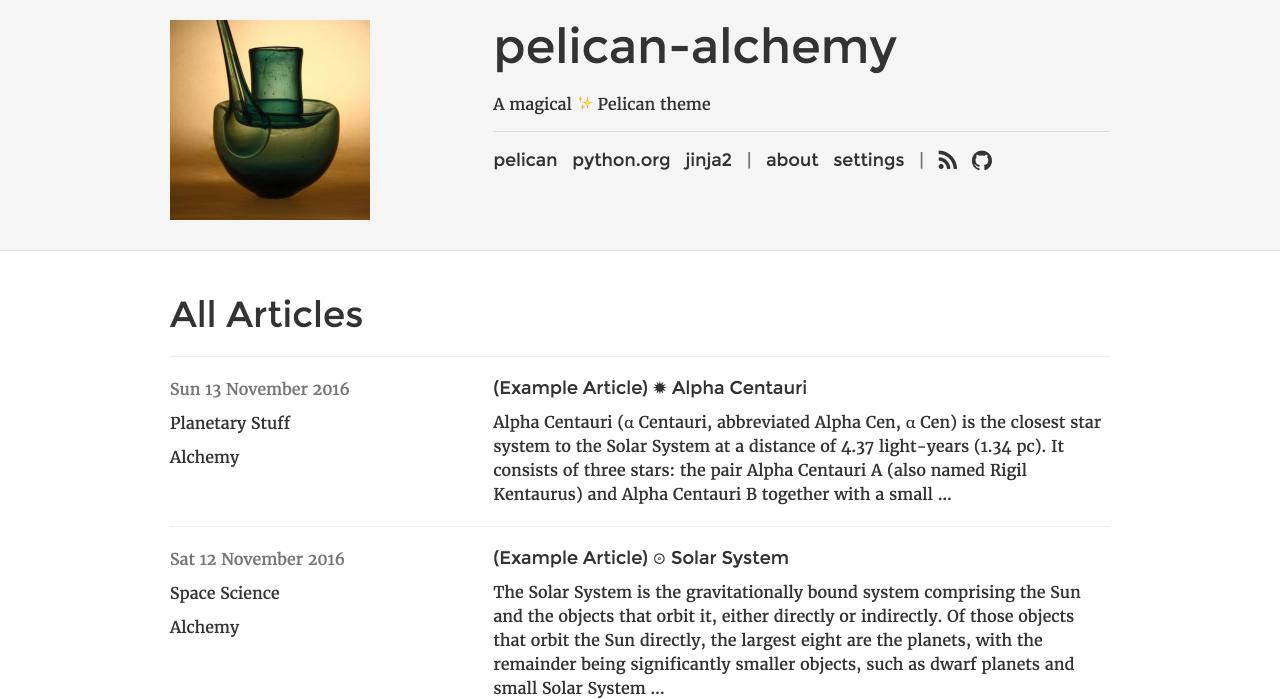 pelican-alchemy
A magical ✨ Pelican theme
pelican python.org jinja2 | about settings |
All Articles
Sun 13 November 2016
Planetary Stuff
Alchemy
(Example Article) ✹ Alpha Centauri
Alpha Centauri (α Centauri, abbreviated Alpha Cen, α Cen) is the closest star
system to the Solar System at a distance of 4.37 light-years (1.34 pc). It
consists of three stars: the pair Alpha Centauri A (also named Rigil
Kentaurus) and Alpha Centauri B together with a small ...
Sat 12 November 2016
Space Science
Alchemy
(Example Article) ☉ Solar System
The Solar System is the gravitationally bound system comprising the Sun
and the objects that orbit it, either directly or indirectly. Of those objects
that orbit the Sun directly, the largest eight are the planets, with the
remainder being significantly smaller objects, such as dwarf planets and
small Solar System ...